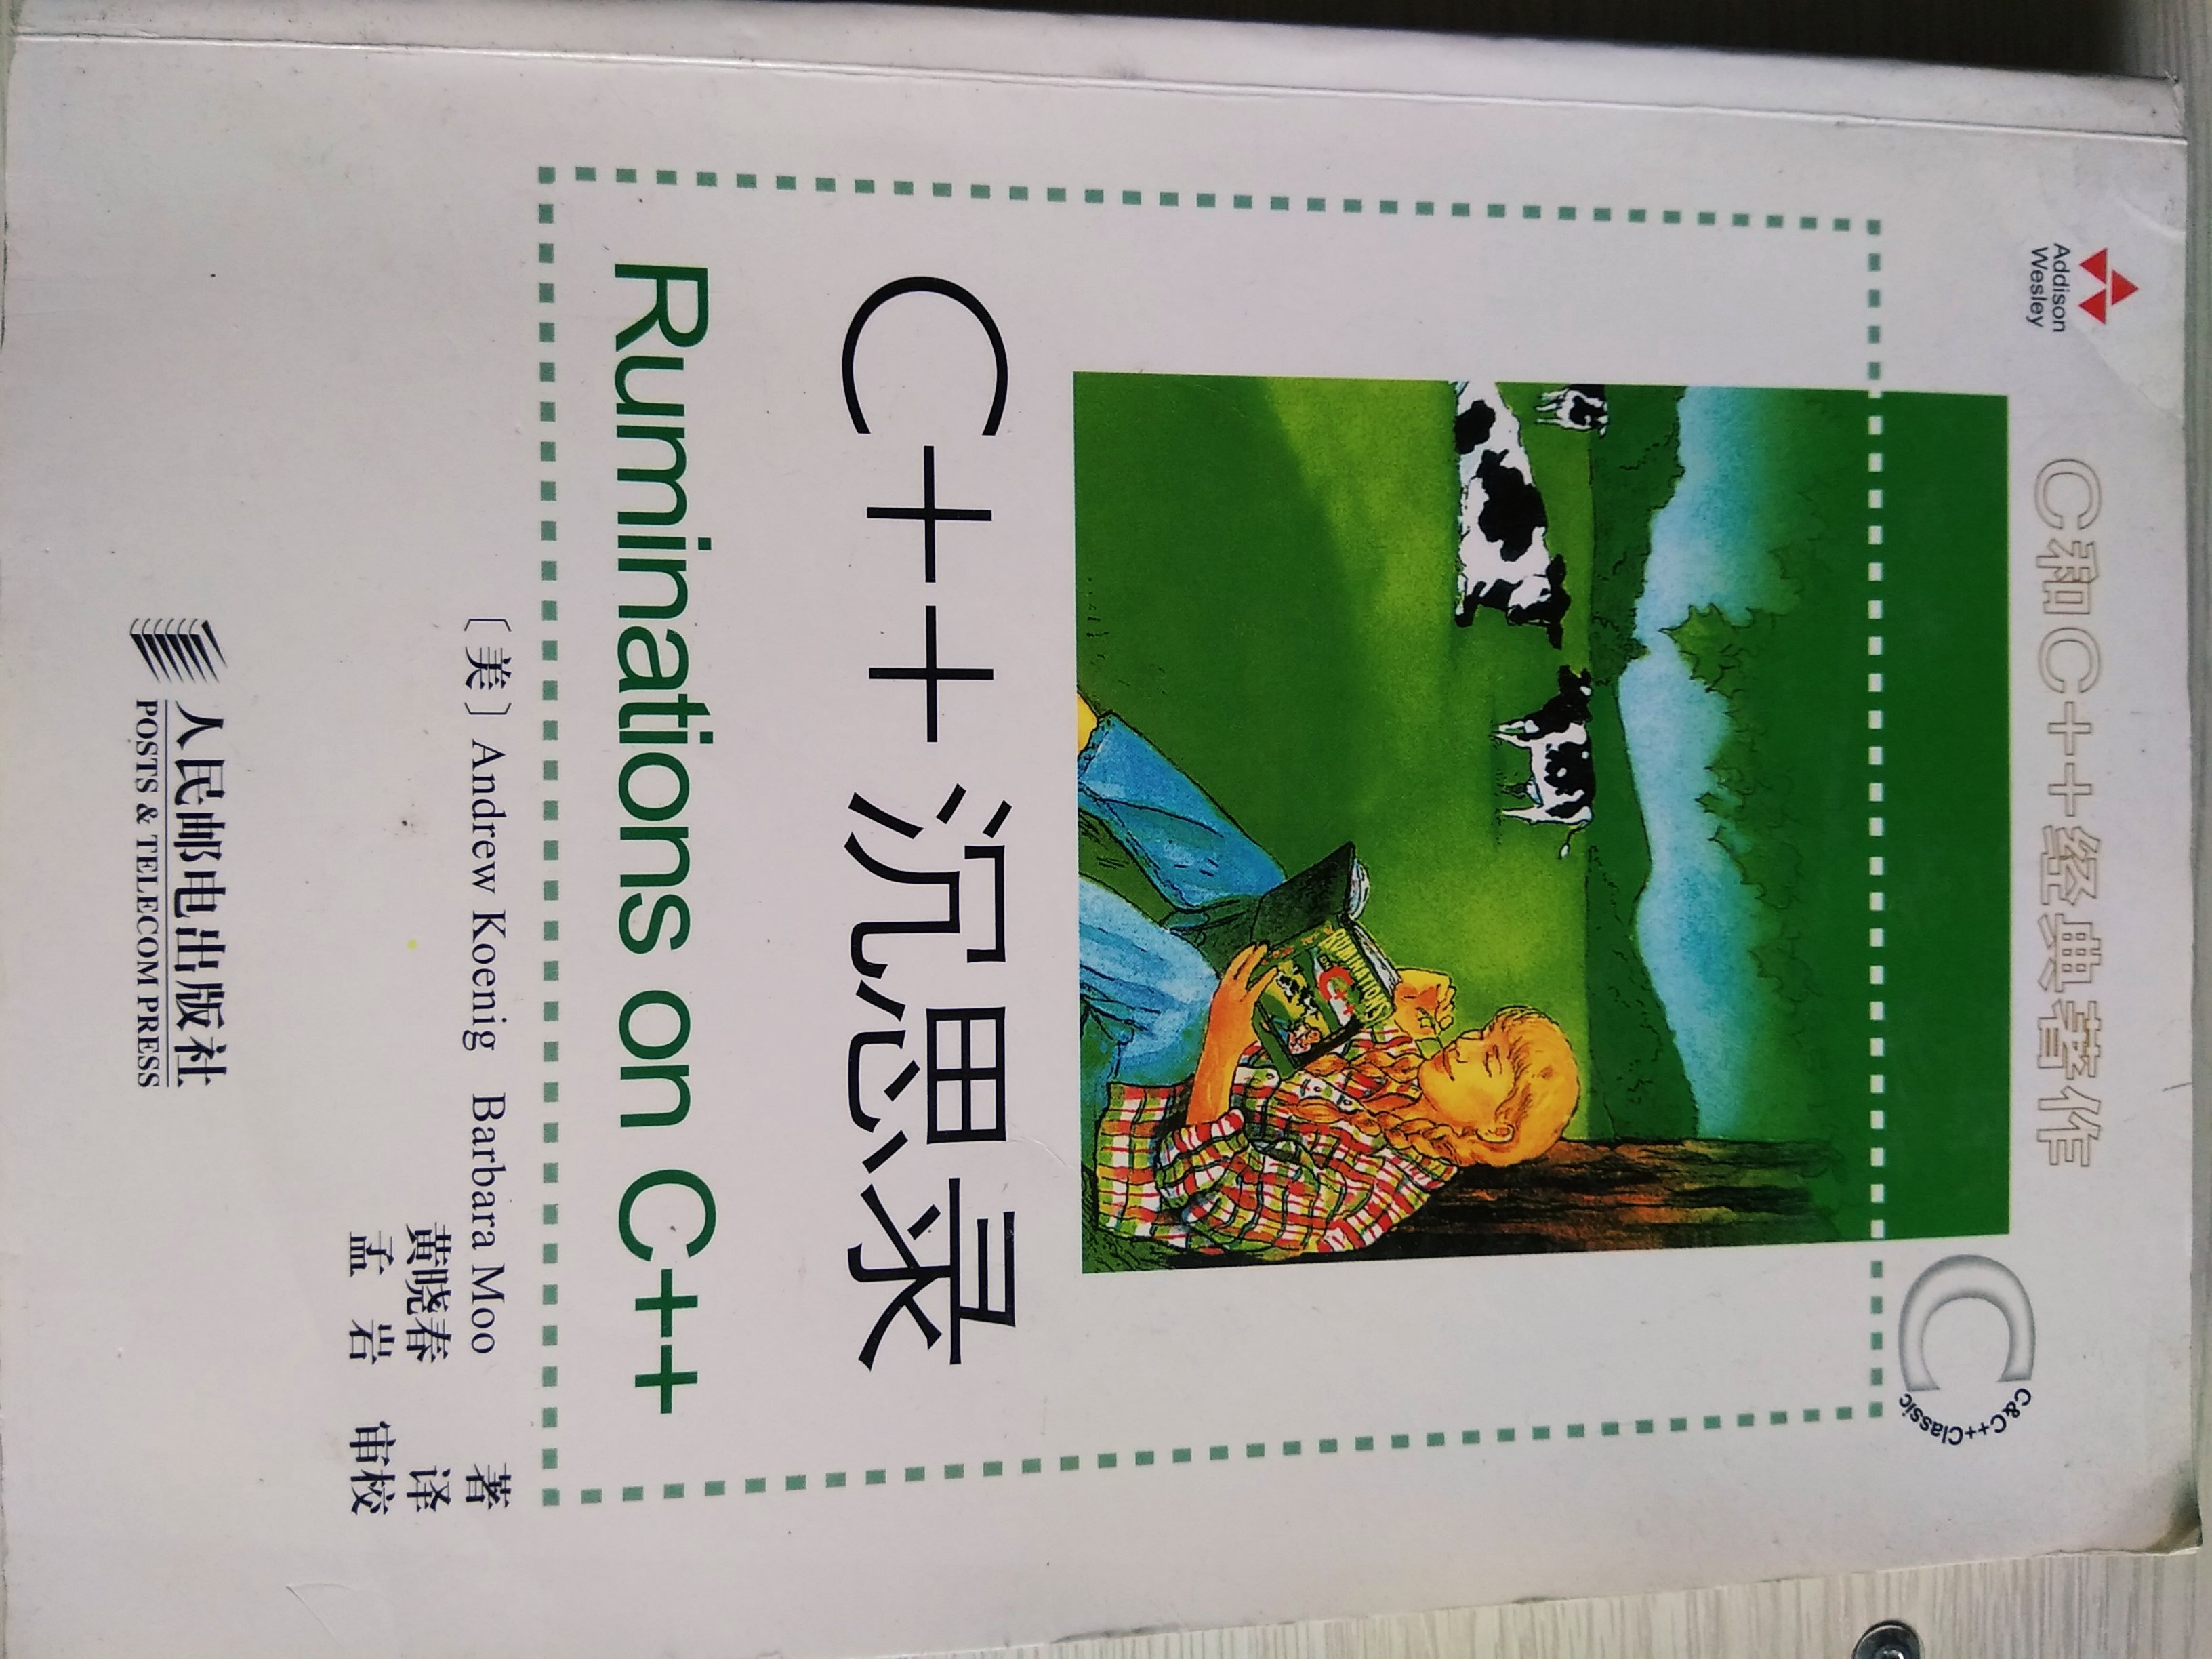 Addison
Wesley
C和C++经典著作
C&C++Classic
RUMINATIONS
ON
C++
C++ 沉思录
Ruminations on C++
〔美〕Andrew Koenig Barbara Moo 著
黄晓春 译
孟 岩 审校
人民邮电出版社
POSTS & TELECOM PRESS